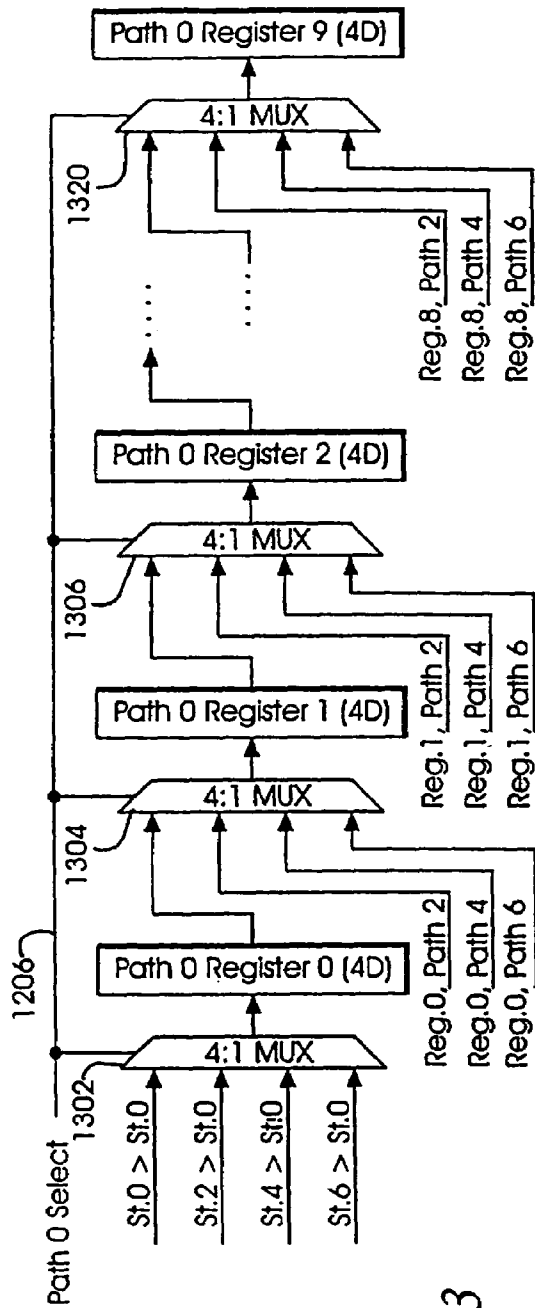 Path 0 Select
1206
1302
St.0 > St.0
St.2 > St.0
St.4 > St.0
St.6 > St.0
4:1 MUX
Path 0 Register 0 (4D)
Reg.0, Path 2
Reg.0, Path 4
Reg.0, Path 6
1304
4:1 MUX
Path 0 Register 1 (4D)
Reg.1, Path 2
Reg.1, Path 4
Reg.1, Path 6
1306
4:1 MUX
Path 0 Register 2 (4D)
Reg.8, Path 2
Reg.8, Path 4
Reg.8, Path 6
1320
4:1 MUX
Path 0 Register 9 (4D)
3